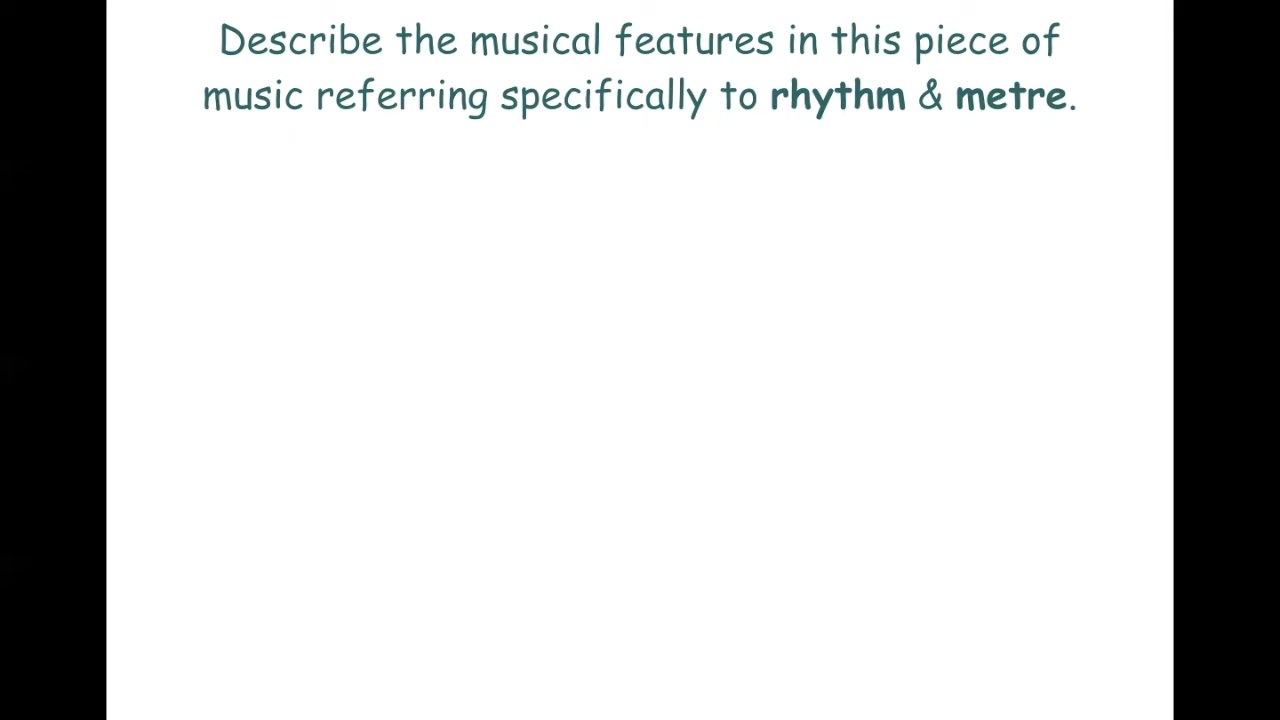 Describe the musical features in this piece of
music referring specifically to rhythm & metre.